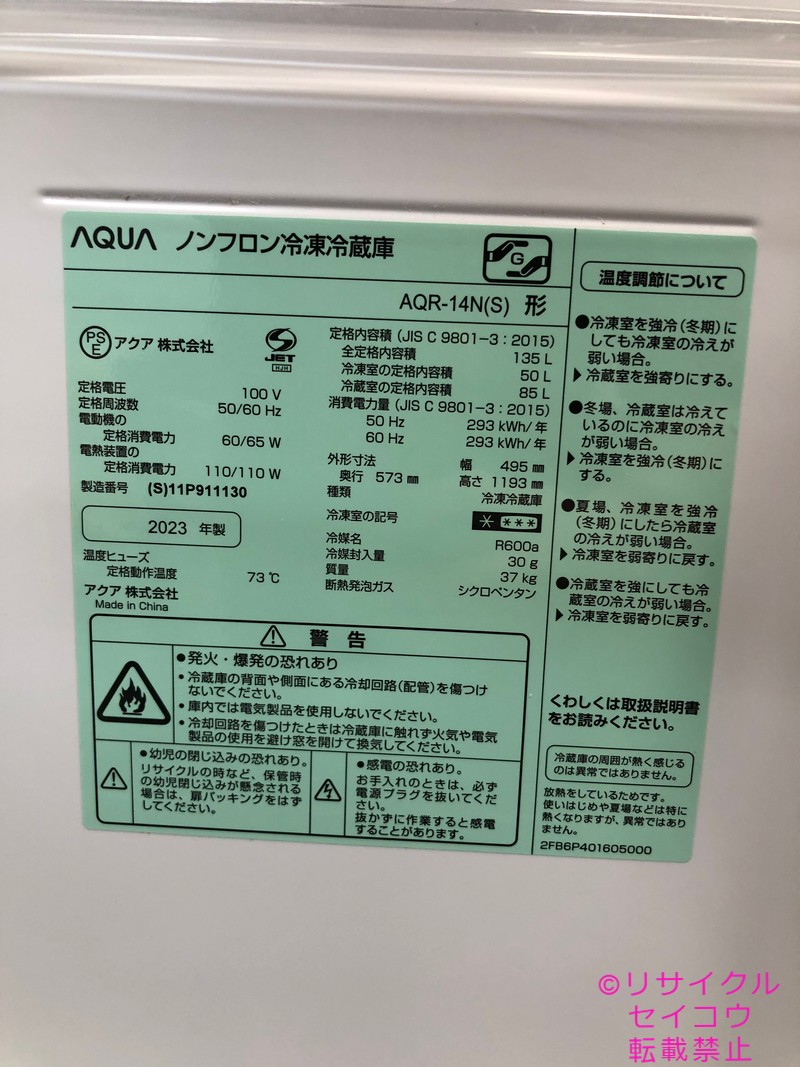 AQUA ノンフロン冷凍冷蔵庫
G
AQR-14N(S) 形
PS
E
アクア 株式会社
JET
HJH
定格電圧 100 V
定格周波数 50/60 Hz
電動機の
定格消費電力 60/65 W
電熱装置の
定格消費電力 110/110 W
製造番号 (S)11P911130
2023 年製
温度ヒューズ
定格動作温度 73 ℃
アクア 株式会社
Made in China
定格内容積 (JIS C 9801-3:2015)
全定格内容積 135 L
冷凍室の定格内容積 50 L
冷蔵室の定格内容積 85 L
消費電力量 (JIS C 9801-3:2015)
50 Hz 293 kWh/年
60 Hz 293 kWh/年
外形寸法 幅 495 ㎜
奥行 573 ㎜ 高さ 1193 ㎜
種類 冷凍冷蔵庫
冷凍室の記号 * ***
冷媒名 R600a
冷媒封入量 30 g
質量 37 kg
断熱発泡ガス シクロペンタン
⚠ 警告
●発火・爆発の恐れあり
・冷蔵庫の背面や側面にある冷却回路(配管)を傷つけ
ないでください。
・庫内では電気製品を使用しないでください。
・冷却回路を傷つけたときは冷蔵庫に触れず火気や電気
製品の使用を避け窓を開けて換気してください。
●幼児の閉じ込みの恐れあり。
リサイクルの時など、保管時
の幼児閉じ込みが懸念される
場合は、扉パッキングをはず
してください。
●感電の恐れあり。
お手入れのときは、必ず
電源プラグを抜いてくだ
さい。
抜かずに作業すると感電
することがあります。
温度調節について
●冷凍室を強冷(冬期)に
しても冷凍室の冷えが
弱い場合。
▶冷蔵室を強寄りにする。
●冬場、冷蔵室は冷えて
いるのに冷凍室の冷え
が弱い場合。
▶冷凍室を強冷(冬期)に
する。
●夏場、冷凍室を強冷
(冬期)にしたら冷蔵室
の冷えが弱い場合。
▶冷凍室を弱寄りに戻す。
●冷蔵室を強にしても冷
蔵室の冷えが弱い場合。
▶冷凍室を弱寄りに戻す。
くわしくは取扱説明書
をお読みください。
冷蔵庫の周囲が熱く感じる
のは異常ではありません。
放熱をしているためです。
使いはじめや夏場などは特に
熱くなりますが、異常ではあり
ません。
2FB6P401605000
©リサイクル
セイコウ
転載禁止